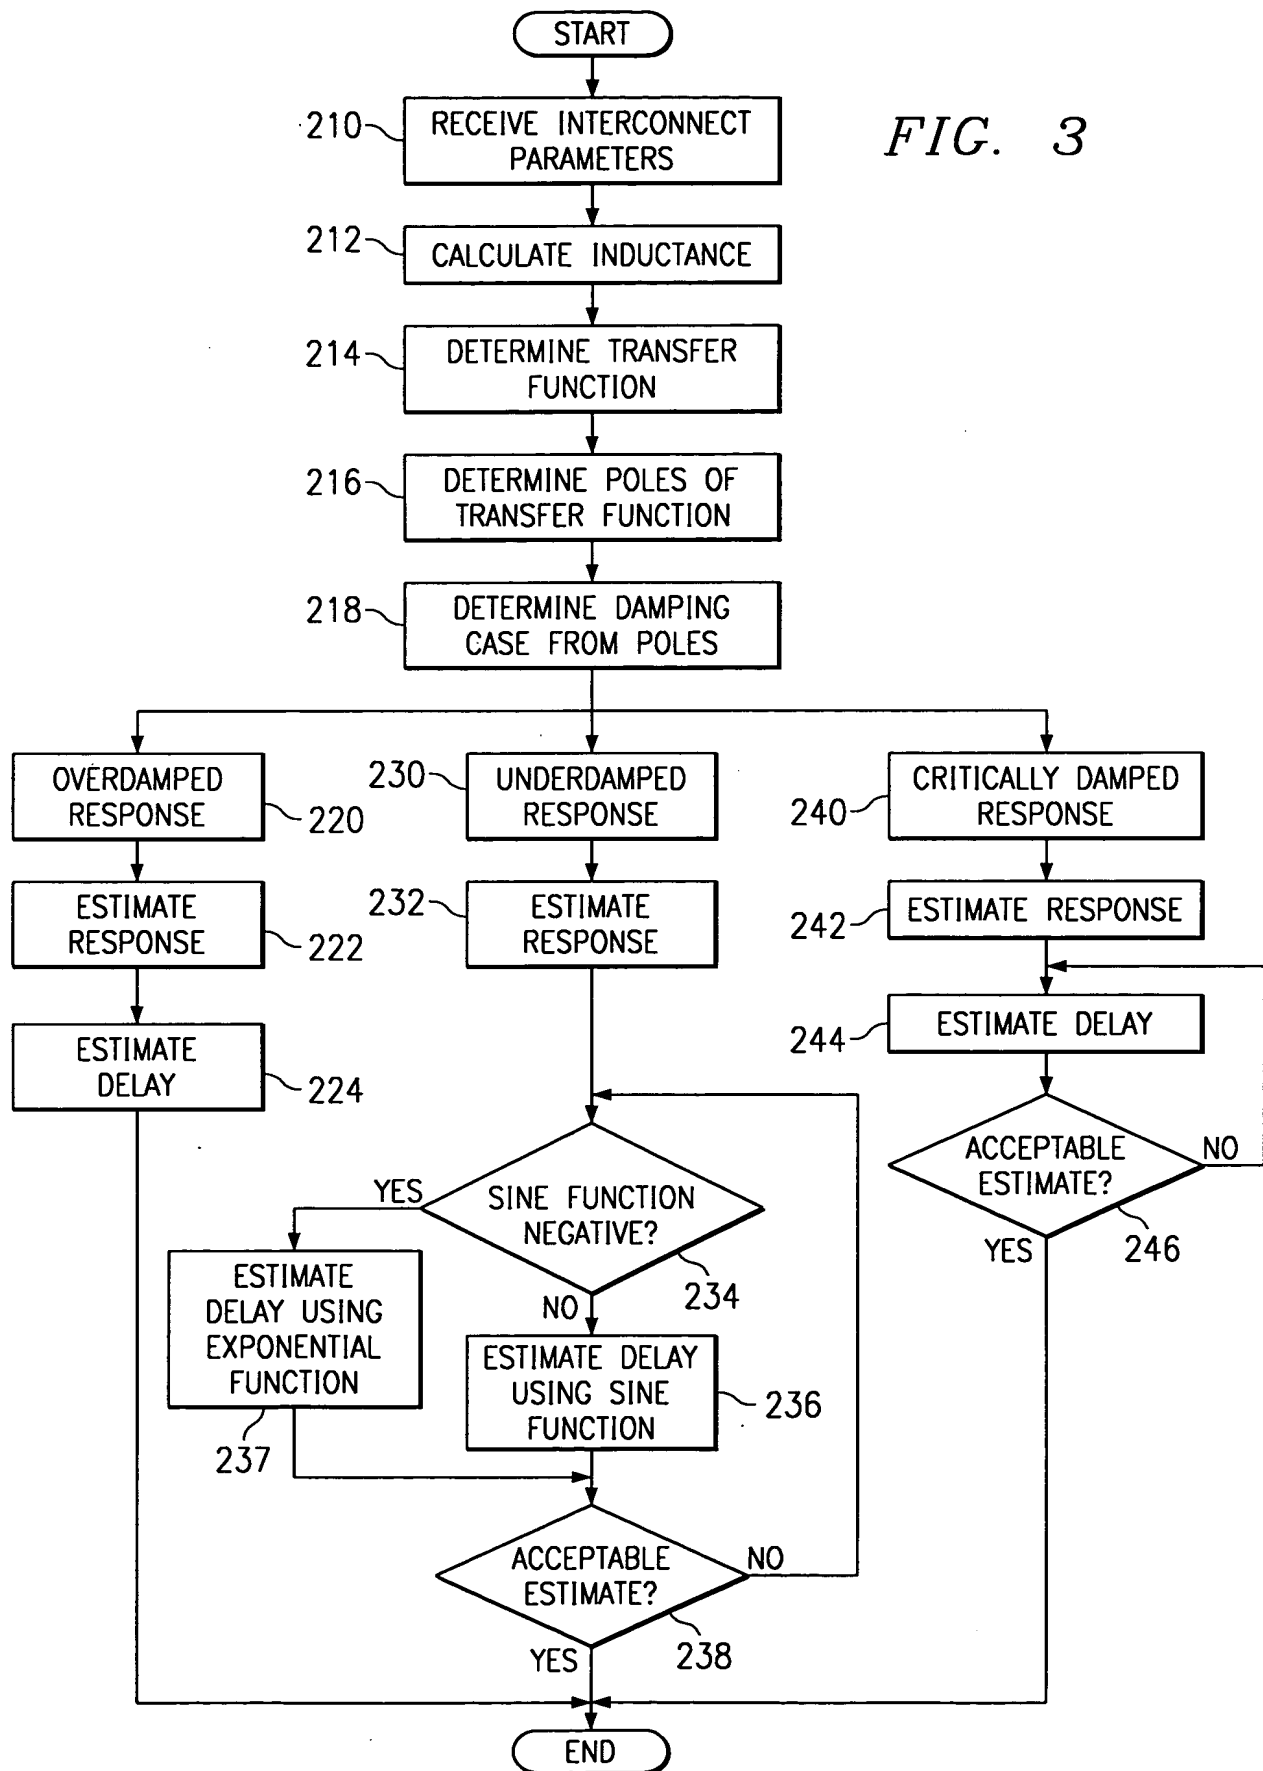 START
FIG. 3
210
RECEIVE INTERCONNECT
PARAMETERS
212
CALCULATE INDUCTANCE
214
DETERMINE TRANSFER
FUNCTION
216
DETERMINE POLES OF
TRANSFER FUNCTION
218
DETERMINE DAMPING
CASE FROM POLES
OVERDAMPED
RESPONSE
220
ESTIMATE
RESPONSE
222
ESTIMATE
DELAY
224
230
UNDERDAMPED
RESPONSE
232
ESTIMATE
RESPONSE
SINE FUNCTION
NEGATIVE?
234
YES
NO
ESTIMATE
DELAY USING
EXPONENTIAL
FUNCTION
237
ESTIMATE DELAY
USING SINE
FUNCTION
236
ACCEPTABLE
ESTIMATE?
238
NO
YES
240
CRITICALLY DAMPED
RESPONSE
242
ESTIMATE RESPONSE
244
ESTIMATE DELAY
ACCEPTABLE
ESTIMATE?
246
NO
YES
END